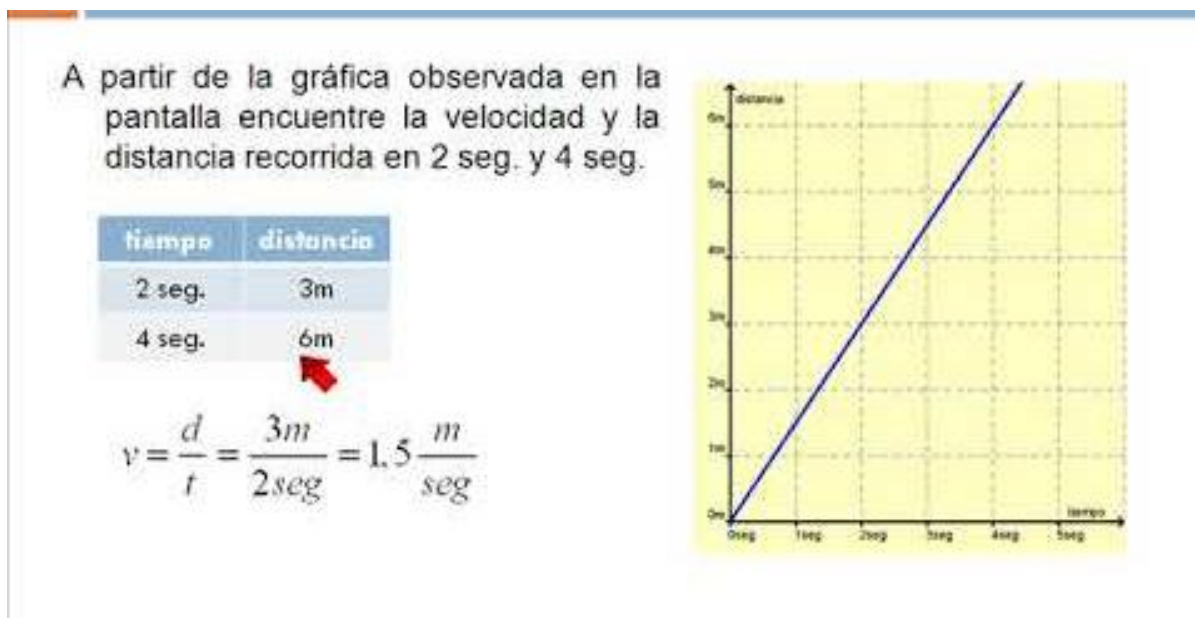 A partir de la gráfica observada en la
pantalla encuentre la velocidad y la
distancia recorrida en 2 seg. y 4 seg.
tiempo distancia
2 seg. 3m
4 seg. 6m
v = d/t = 3m/2seg = 1.5 m/seg
distancia
6m
5m
4m
3m
2m
1m
0m
tiempo
0seg 1seg 2seg 3seg 4seg 5seg